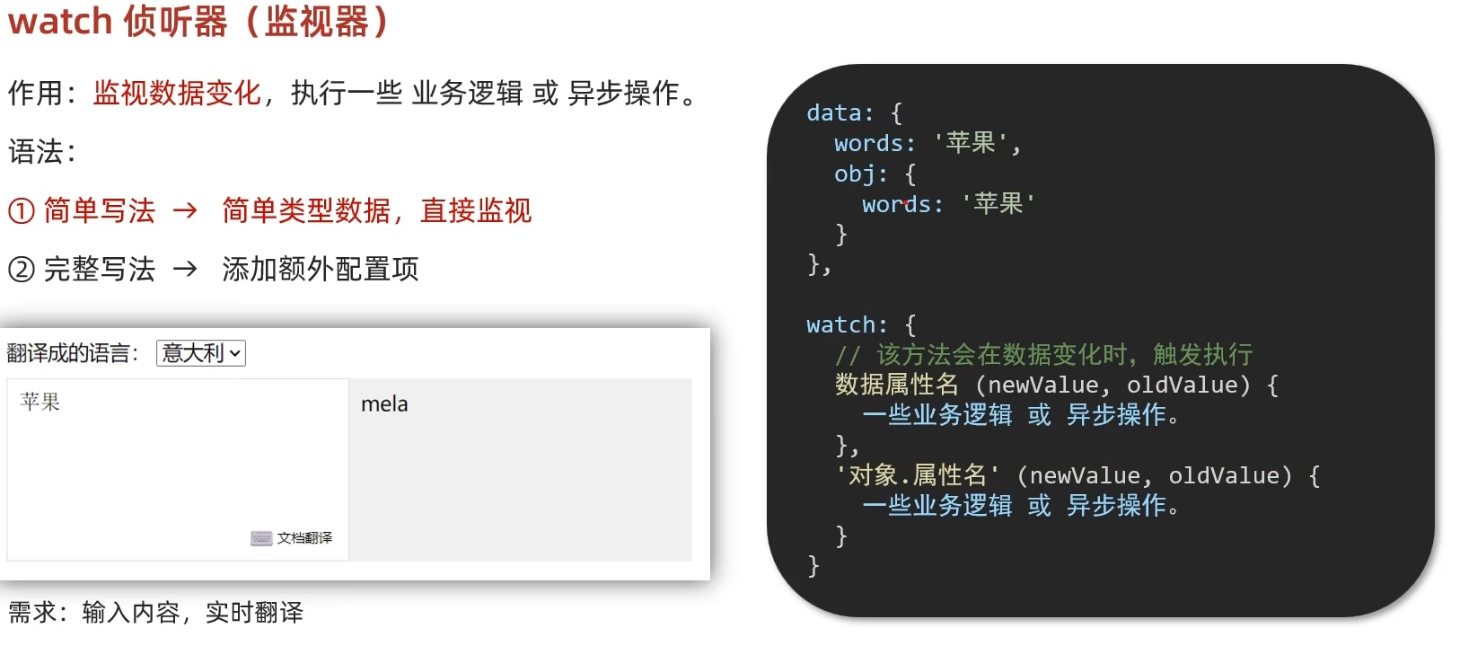 watch 侦听器（监视器）
作用：监视数据变化，执行一些 业务逻辑 或 异步操作。
语法：
① 简单写法 → 简单类型数据，直接监视
② 完整写法 → 添加额外配置项
翻译成的语言： 意大利
苹果
mela
文档翻译
需求：输入内容，实时翻译
data: {
words: '苹果',
obj: {
words: '苹果'
}
},
watch: {
// 该方法会在数据变化时，触发执行
数据属性名 (newValue, oldValue) {
一些业务逻辑 或 异步操作。
},
'对象.属性名' (newValue, oldValue) {
一些业务逻辑 或 异步操作。
}
}